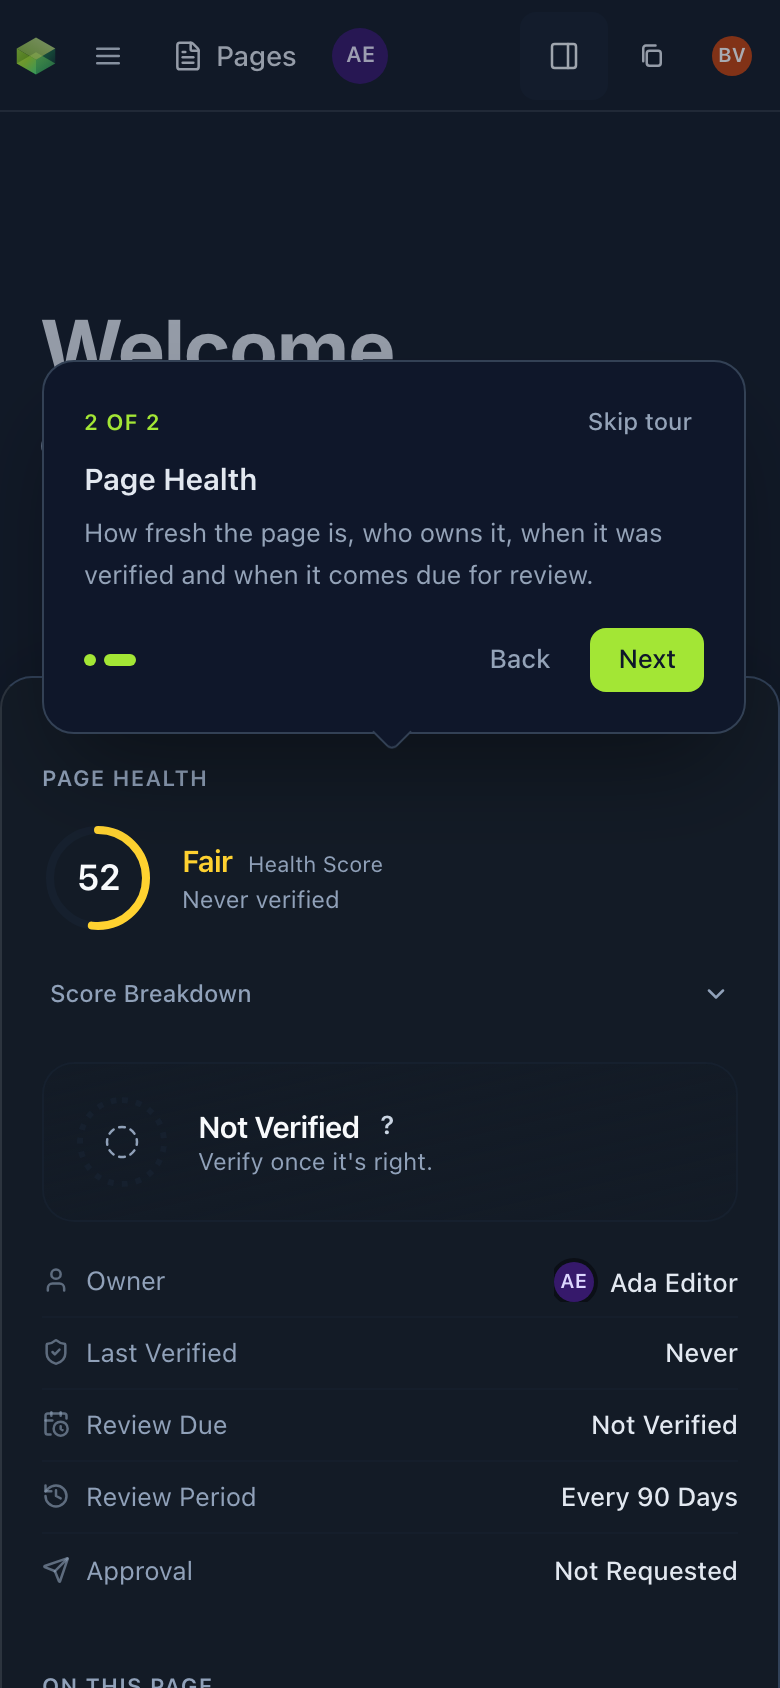 Pages
AE
BV
Welcome
2 OF 2
Skip tour
Page Health
How fresh the page is, who owns it, when it was
verified and when it comes due for review.
Back
Next
PAGE HEALTH
52
Fair Health Score
Never verified
Score Breakdown
Not Verified ?
Verify once it's right.
Owner
AE Ada Editor
Last Verified
Never
Review Due
Not Verified
Review Period
Every 90 Days
Approval
Not Requested
ON THIS PAGE